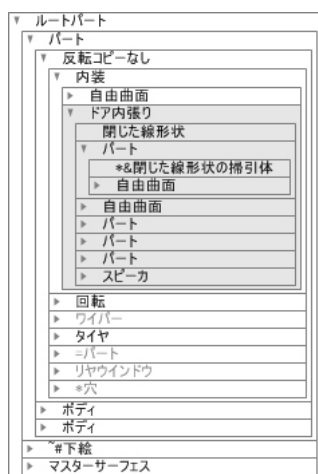 ルートパート
パート
反転コピーなし
内装
自由曲面
ドア内張り
閉じた線形状
パート
*&閉じた線形状の掃引体
自由曲面
自由曲面
パート
パート
パート
スピーカ
回転
ワイパー
タイヤ
=パート
リヤウインドウ
*穴
ボディ
ボディ
~#下絵
マスターサーフェス